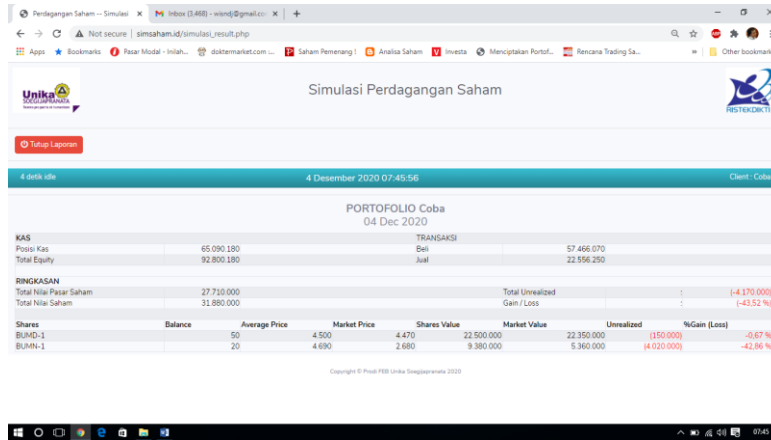 Perdagangan Saham -- Simulasi
Inbox (3,468) - wisndj@gmail.co
Not secure | simsaham.id/simulasi_result.php
Apps Bookmarks Pasar Modal - Inilah... doktermarket.com :... Saham Pemenang ! Analisa Saham Investa Menciptakan Portof... Rencana Trading Sa... » Other bookmark
Unika
SOEGIJAPRANATA
Simulasi Perdagangan Saham
RISTEKDIKTI
Tutup Laporan
4 detik idle 4 Desember 2020 07:45:56 Client : Coba
PORTOFOLIO Coba
04 Dec 2020
KAS TRANSAKSI
Posisi Kas 65.090.180 Beli 57.466.070
Total Equity 92.800.180 Jual 22.556.250
RINGKASAN
Total Nilai Pasar Saham 27.710.000 Total Unrealized : (-4.170.000)
Total Nilai Saham 31.880.000 Gain / Loss : (-43,52 %)
Shares Balance Average Price Market Price Shares Value Market Value Unrealized %Gain (Loss)
BUMD-1 50 4.500 4.470 22.500.000 22.350.000 (150.000) -0,67 %
BUMN-1 20 4.690 2.680 9.380.000 5.360.000 (4.020.000) -42,86 %
Copyright © Prodi FEB Unika Soegijapranata 2020
07:45